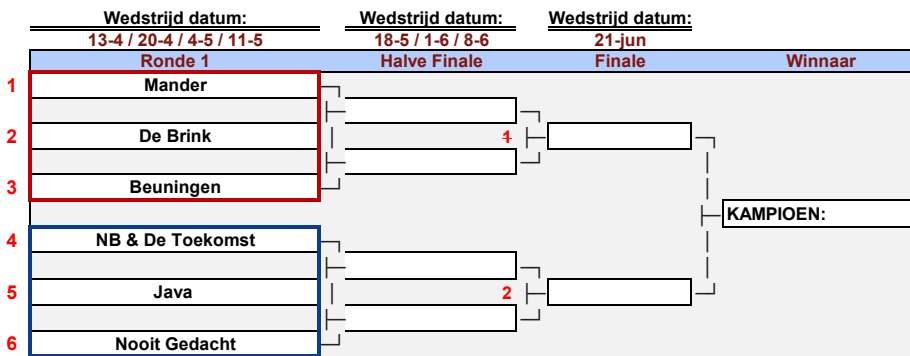 Wedstrijd datum: Wedstrijd datum: Wedstrijd datum:
13-4 / 20-4 / 4-5 / 11-5 18-5 / 1-6 / 8-6 21-jun
Ronde 1 Halve Finale Finale Winnaar
1 Mander
2 De Brink 1
3 Beuningen
KAMPIOEN:
4 NB & De Toekomst
5 Java 2
6 Nooit Gedacht